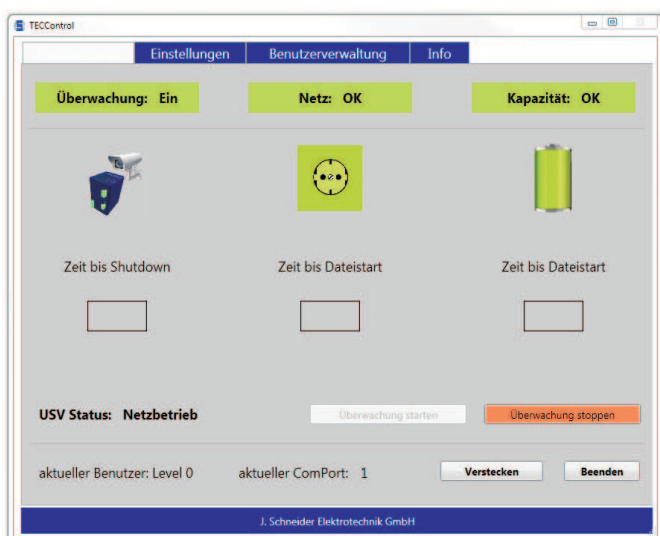 TECControl
Einstellungen Benutzerverwaltung Info
Überwachung: Ein Netz: OK Kapazität: OK
Zeit bis Shutdown Zeit bis Dateistart Zeit bis Dateistart
USV Status: Netzbetrieb Überwachung starten Überwachung stoppen
aktueller Benutzer: Level 0 aktueller ComPort: 1 Verstecken Beenden
J. Schneider Elektrotechnik GmbH